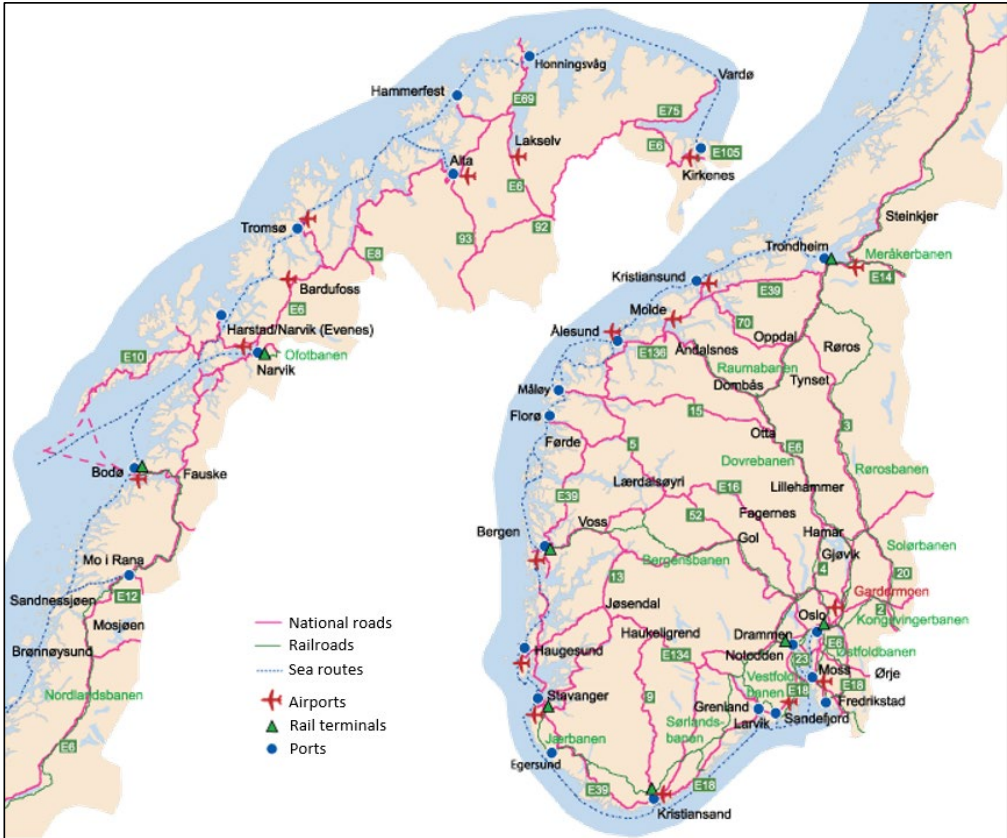 Honningsvåg
Vardø
Hammerfest
E69
E75
Lakselv
E6
E105
Alta
Kirkenes
E6
Tromsø
93
92
E8
Bardufoss
E6
Harstad/Narvik (Evenes)
E10
Ofotbanen
Narvik
Bodø
Fauske
Mo i Rana
Sandnessjøen
E12
Mosjøen
Brønnøysund
Nordlandsbanen
E6
National roads
Railroads
Sea routes
Airports
Rail terminals
Ports
Steinkjer
Trondheim
Meråkerbanen
E14
Kristiansund
E39
Molde
70
Ålesund
Oppdal
Røros
E136
Åndalsnes
Raumabanen
Dombås
Tynset
Måløy
15
Florø
Otta
3
Førde
5
E6
Dovrebanen
Rørosbanen
Lærdalsøyri
E16
Lillehammer
E39
Fagernes
Voss
52
Hamar
Bergen
Gol
Gjøvik
Solørbanen
Bergensbanen
4
20
13
Gardermoen
Jøsendal
2
Oslo
Kongsvingerbanen
Haukeligrend
Drammen
E6
Østfoldbanen
Haugesund
E134
Notodden
23
Moss
Ørje
Vestfold
banen
E18
E18
Stavanger
9
Grenland
Fredrikstad
Sørlands-
banen
Larvik
Sandefjord
Jærbanen
Egersund
E39
E18
Kristiansand